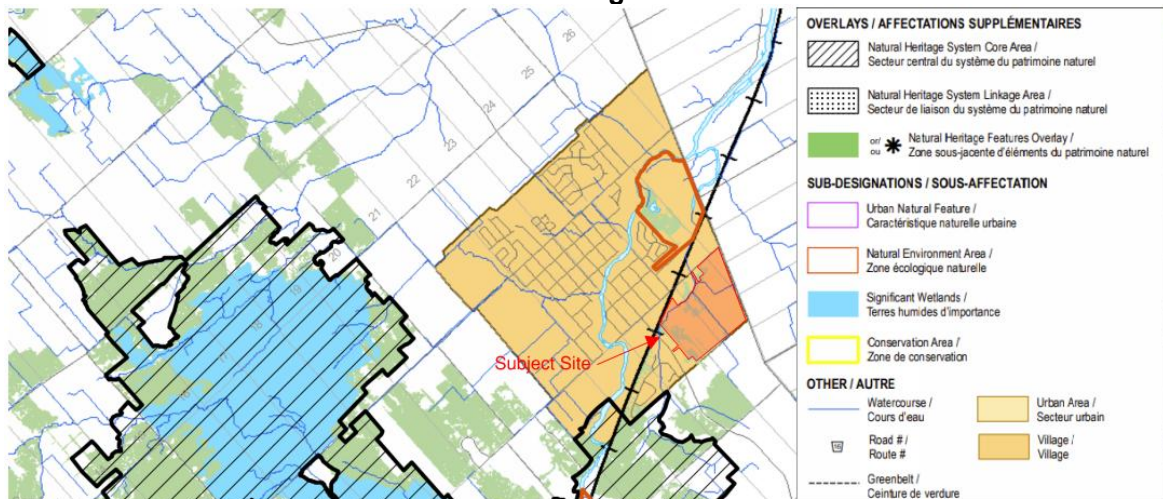 26
25
24
23
22
21
20
19
18
17
16
Subject Site
OVERLAYS / AFFECTATIONS SUPPLÉMENTAIRES
Natural Heritage System Core Area /
Secteur central du système du patrimoine naturel
Natural Heritage System Linkage Area /
Secteur de liaison du système du patrimoine naturel
or/
ou
Natural Heritage Features Overlay /
Zone sous-jacente d'éléments du patrimoine naturel
SUB-DESIGNATIONS / SOUS-AFFECTATION
Urban Natural Feature /
Caractéristique naturelle urbaine
Natural Environment Area /
Zone écologique naturelle
Significant Wetlands /
Terres humides d'importance
Conservation Area /
Zone de conservation
OTHER / AUTRE
Watercourse /
Cours d'eau
Urban Area /
Secteur urbain
Road # /
Route #
Village /
Village
Greenbelt /
Ceinture de verdure